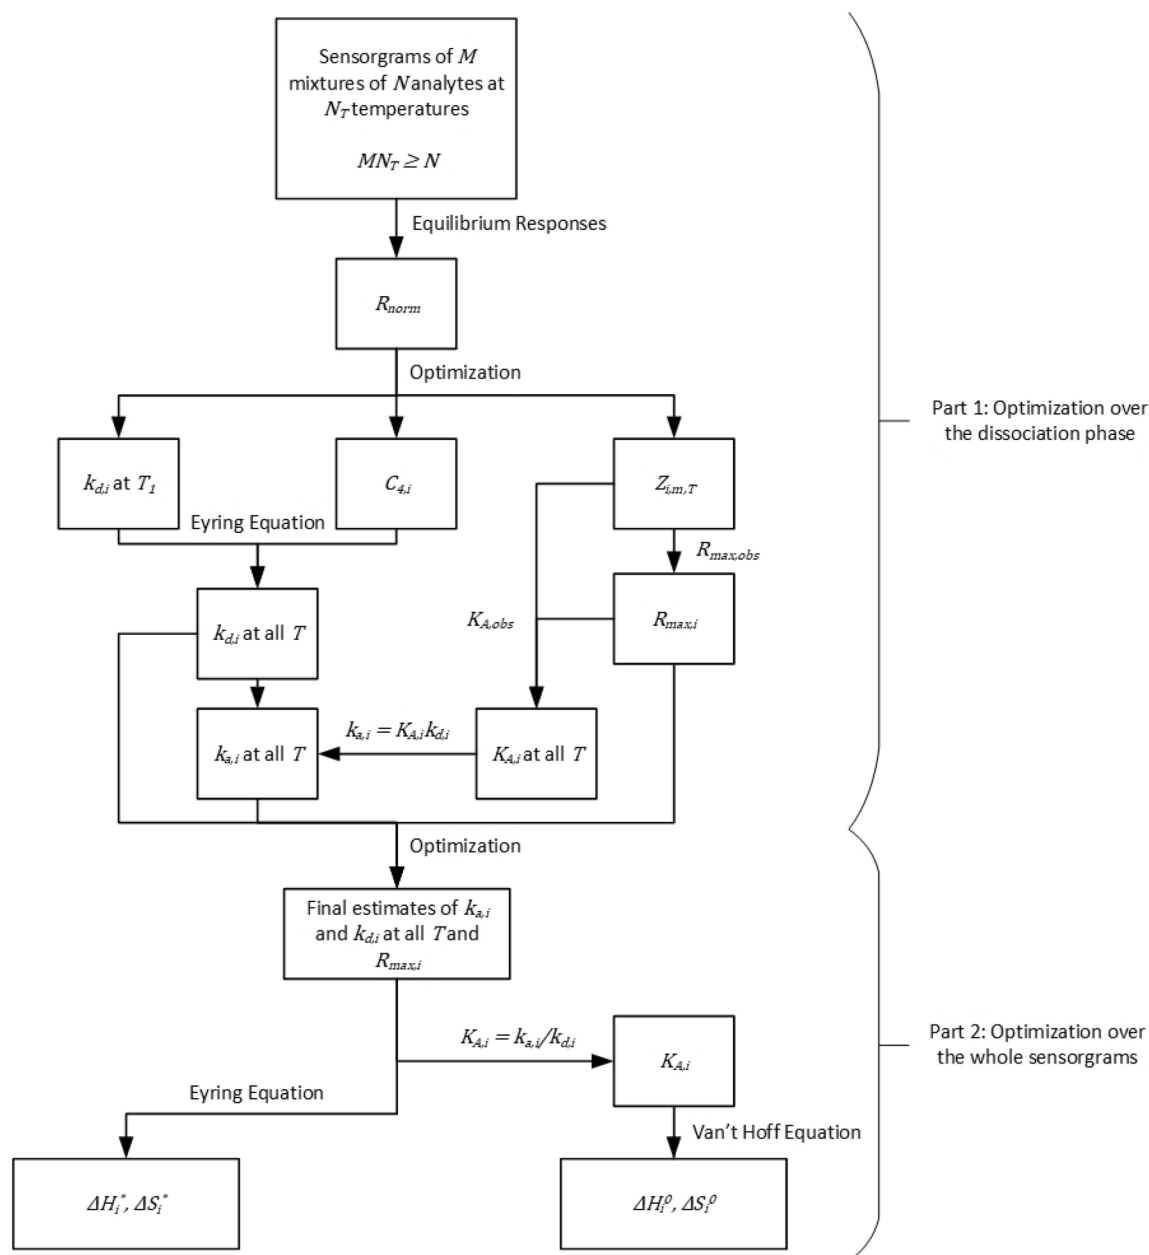 Sensorgrams of M
mixtures of N analytes at
N_T temperatures
MN_T ≥ N
Equilibrium Responses
R_norm
Optimization
k_d,i at T_1
C_4,i
Z_i,m,T
Eyring Equation
R_max,obs
k_d,i at all T
K_A,obs
R_max,i
k_a,i = K_A,i k_d,i
k_a,i at all T
K_A,i at all T
Part 1: Optimization over
the dissociation phase
Optimization
Final estimates of k_a,i
and k_d,i at all T and
R_max,i
K_A,i = k_a,i/k_d,i
K_A,i
Part 2: Optimization over
the whole sensorgrams
Eyring Equation
Van't Hoff Equation
ΔH_i^*, ΔS_i^*
ΔH_i^0, ΔS_i^0